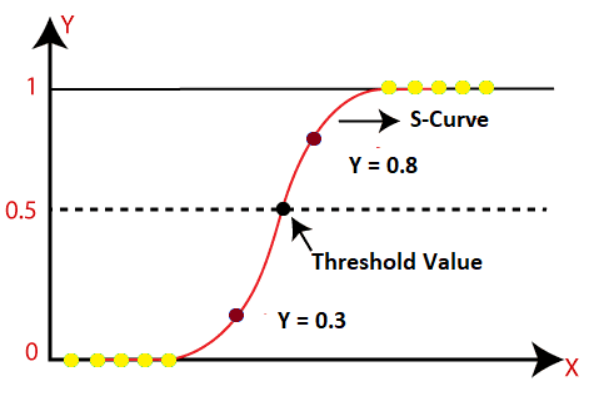 Y
1
S-Curve
Y = 0.8
0.5
Threshold Value
Y = 0.3
0
X